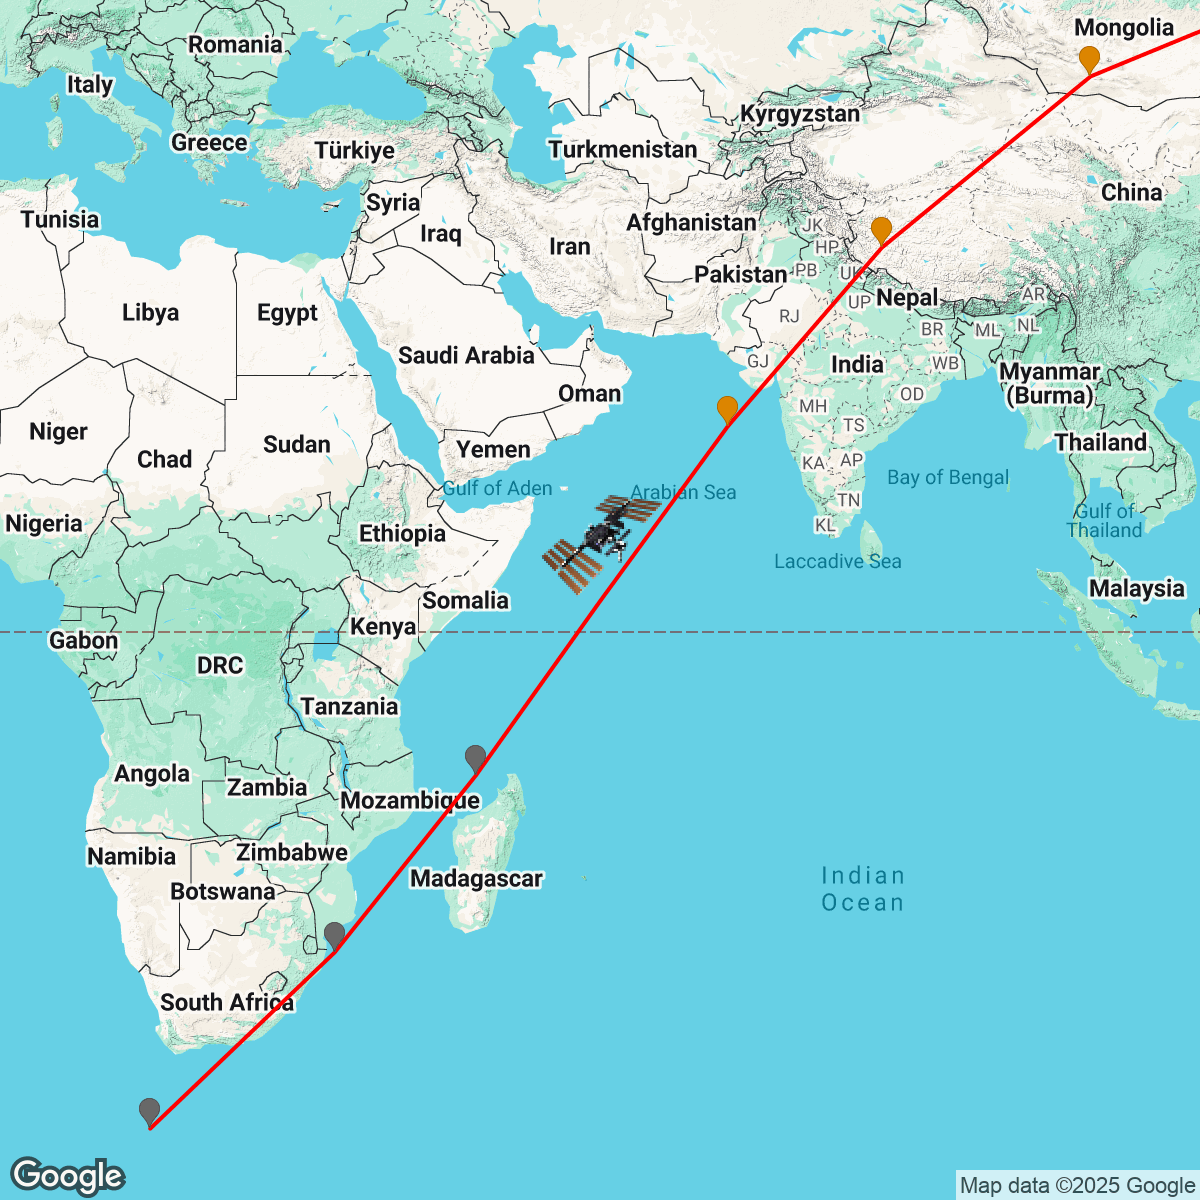 Mongolia
Romania
Italy
Kyrgyzstan
Greece
Türkiye
Turkmenistan
China
Syria
Tunisia
Afghanistan
JK
Iraq
Iran
HP
Pakistan
PB
UK
Nepal
AR
UP
Libya
Egypt
RJ
BR
ML
NL
Saudi Arabia
GJ
India
WB
Myanmar
(Burma)
Oman
OD
MH
Niger
TS
Sudan
Yemen
Thailand
Chad
KA
AP
Bay of Bengal
Gulf of Aden
Arabian Sea
TN
Gulf of
Thailand
Nigeria
Ethiopia
KL
Laccadive Sea
Malaysia
Somalia
Kenya
Gabon
DRC
Tanzania
Angola
Zambia
Mozambique
Namibia
Zimbabwe
Botswana
Madagascar
Indian
Ocean
South Africa
Google
Map data ©2025 Google